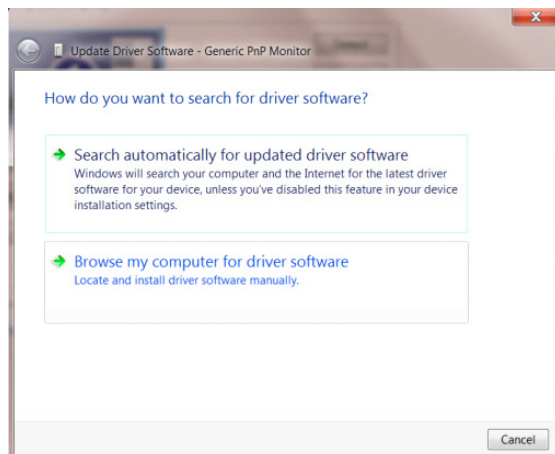 Update Driver Software - Generic PnP Monitor
How do you want to search for driver software?
Search automatically for updated driver software
Windows will search your computer and the Internet for the latest driver
software for your device, unless you've disabled this feature in your device
installation settings.
Browse my computer for driver software
Locate and install driver software manually.
Cancel